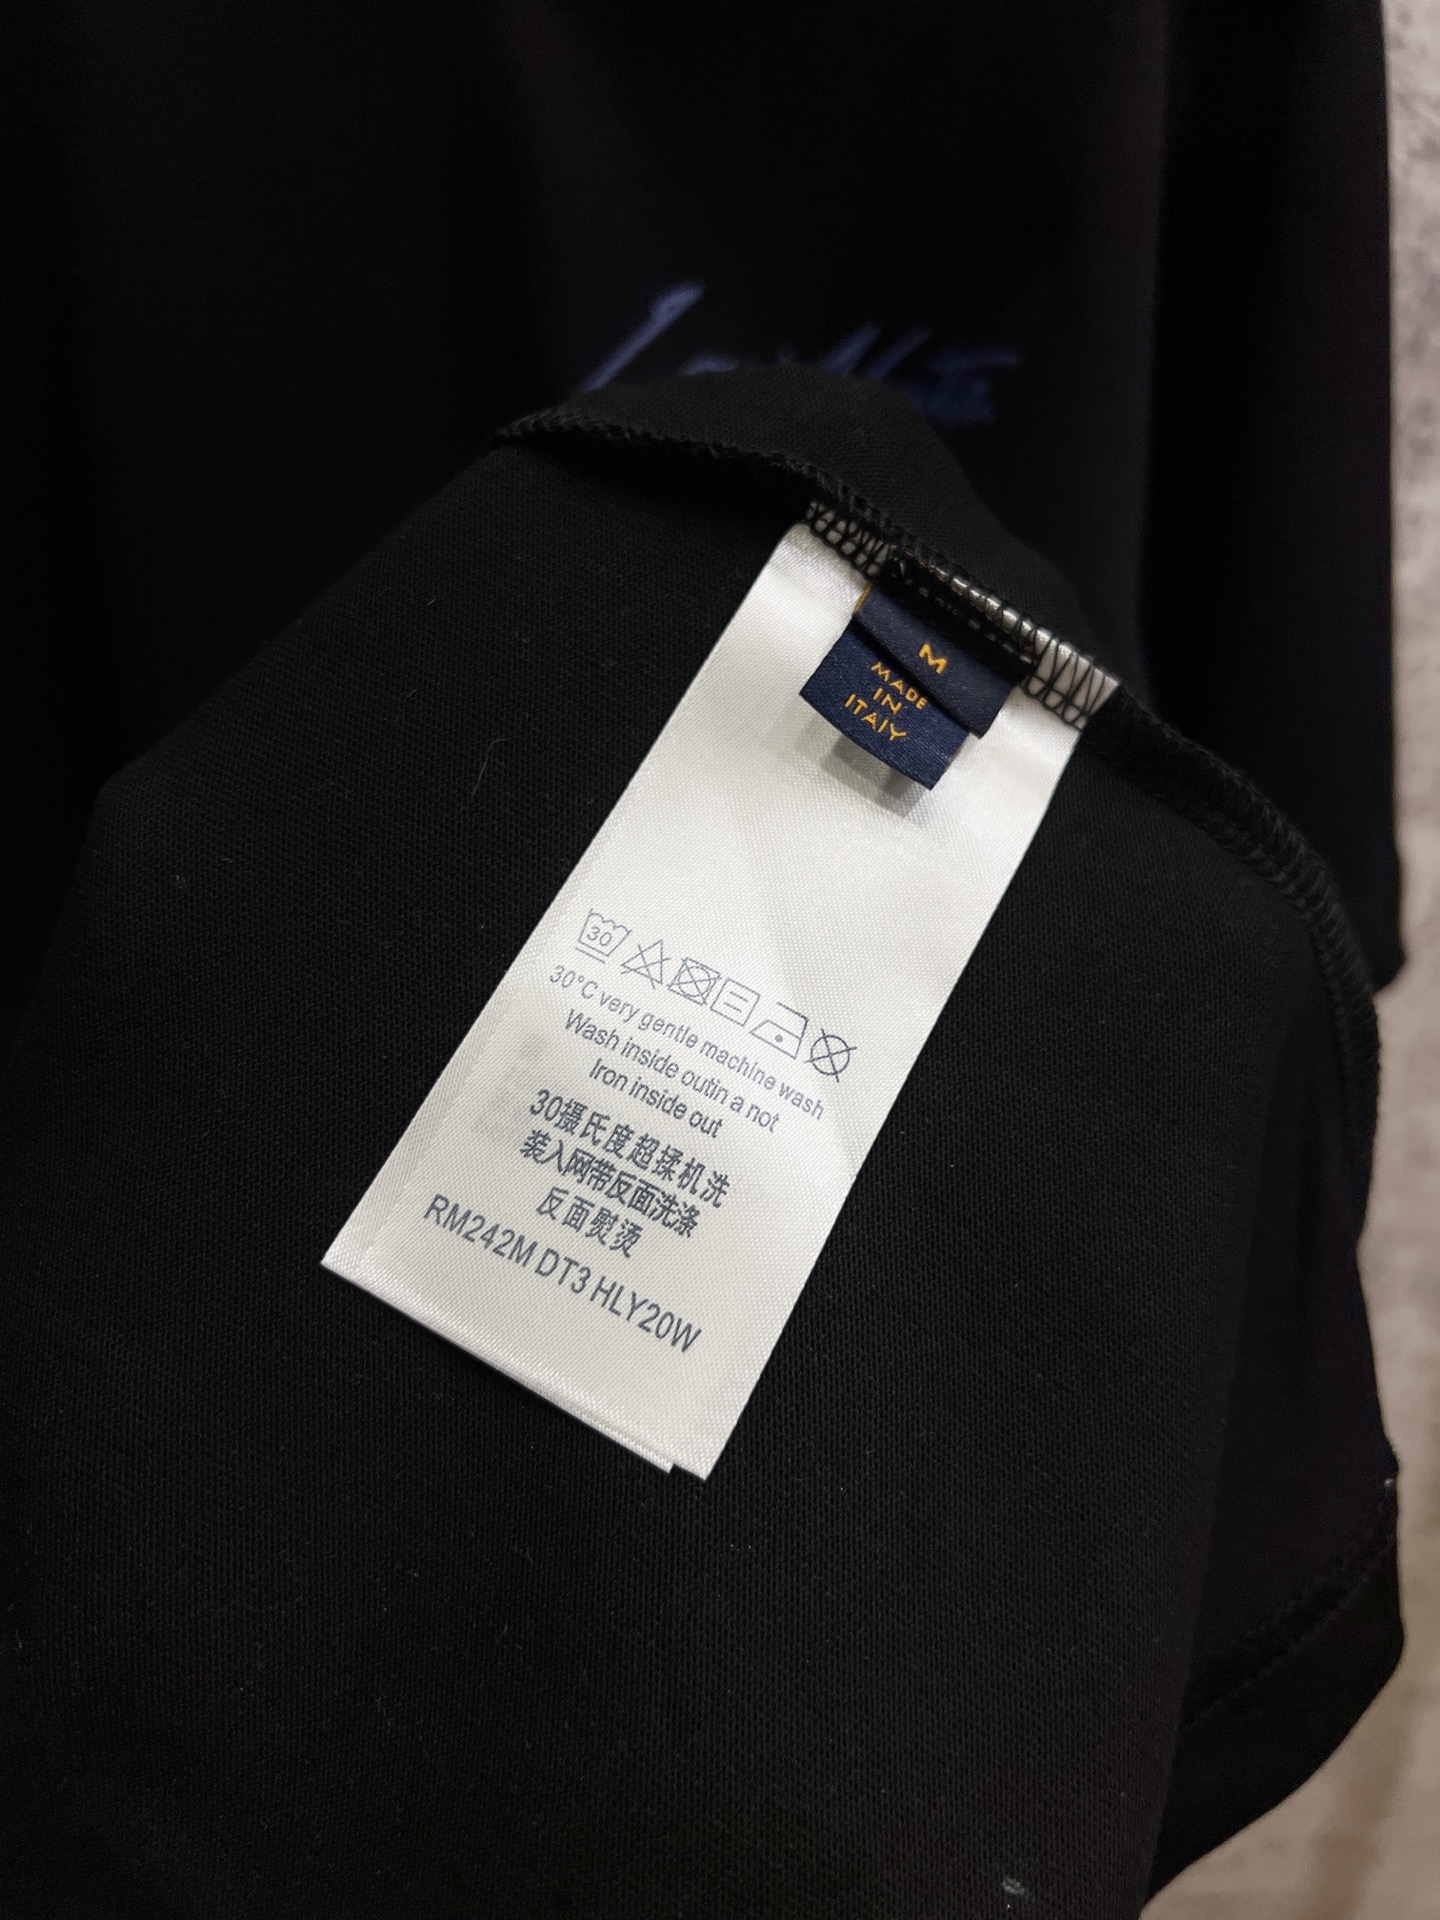 M
MADE
IN
ITAIY
30
30°C very gentle machine wash
Wash inside outin a not
Iron inside out
30摄氏度超揉机洗
装入网带反面洗涤
反面熨烫
RM242M DT3 HLY20W